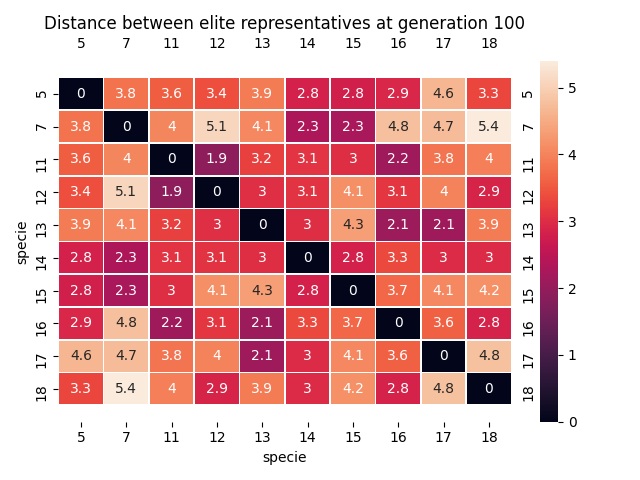 Distance between elite representatives at generation 100
5 7 11 12 13 14 15 16 17 18
5 0 3.8 3.6 3.4 3.9 2.8 2.8 2.9 4.6 3.3 5
7 3.8 0 4 5.1 4.1 2.3 2.3 4.8 4.7 5.4 7
11 3.6 4 0 1.9 3.2 3.1 3 2.2 3.8 4 11
12 3.4 5.1 1.9 0 3 3.1 4.1 3.1 4 2.9 12
13 3.9 4.1 3.2 3 0 3 4.3 2.1 2.1 3.9 13
14 2.8 2.3 3.1 3.1 3 0 2.8 3.3 3 3 14
15 2.8 2.3 3 4.1 4.3 2.8 0 3.7 4.1 4.2 15
16 2.9 4.8 2.2 3.1 2.1 3.3 3.7 0 3.6 2.8 16
17 4.6 4.7 3.8 4 2.1 3 4.1 3.6 0 4.8 17
18 3.3 5.4 4 2.9 3.9 3 4.2 2.8 4.8 0 18
5 7 11 12 13 14 15 16 17 18
specie
specie
5
4
3
2
1
0